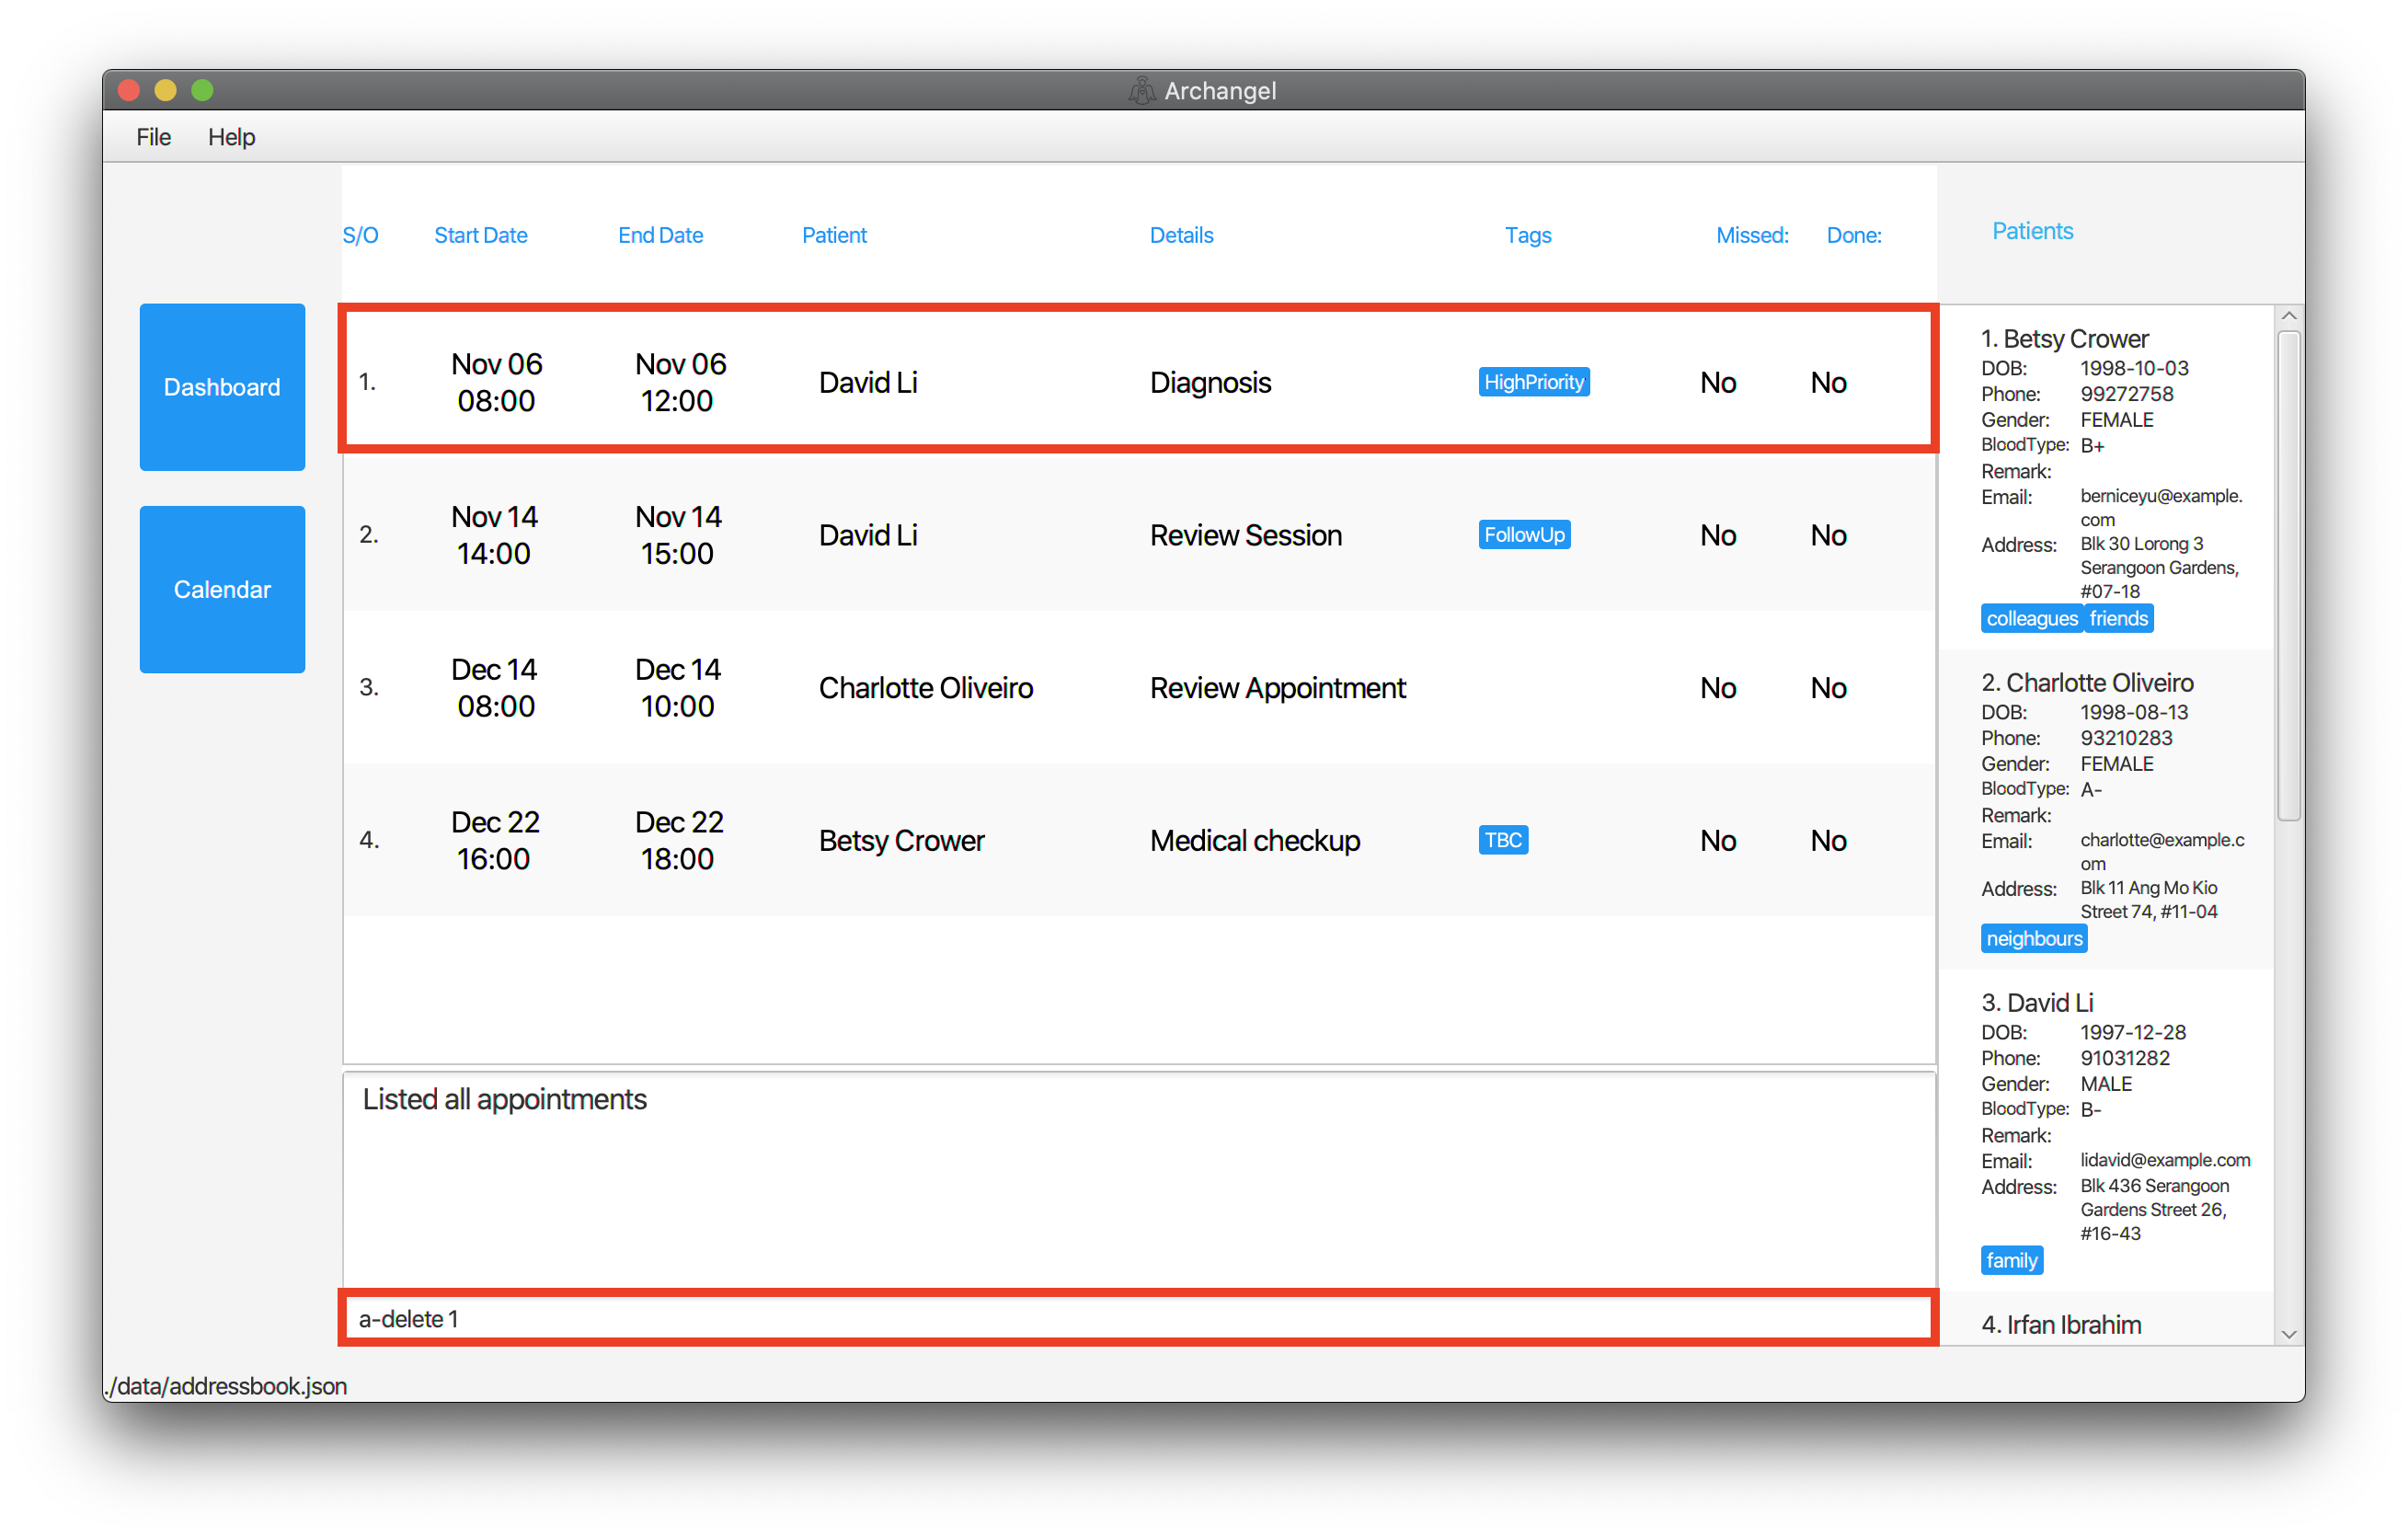 Archangel
File Help
S/O Start Date End Date Patient Details Tags Missed: Done:
Dashboard
Calendar
1. Nov 06 08:00 Nov 06 12:00 David Li Diagnosis HighPriority No No
2. Nov 14 14:00 Nov 14 15:00 David Li Review Session FollowUp No No
3. Dec 14 08:00 Dec 14 10:00 Charlotte Oliveiro Review Appointment No No
4. Dec 22 16:00 Dec 22 18:00 Betsy Crower Medical checkup TBC No No
Listed all appointments
a-delete 1
Patients
1. Betsy Crower
DOB: 1998-10-03
Phone: 99272758
Gender: FEMALE
BloodType: B+
Remark:
Email: berniceyu@example.
com
Address: Blk 30 Lorong 3
Serangoon Gardens,
#07-18
colleagues friends
2. Charlotte Oliveiro
DOB: 1998-08-13
Phone: 93210283
Gender: FEMALE
BloodType: A-
Remark:
Email: charlotte@example.c
om
Address: Blk 11 Ang Mo Kio
Street 74, #11-04
neighbours
3. David Li
DOB: 1997-12-28
Phone: 91031282
Gender: MALE
BloodType: B-
Remark:
Email: lidavid@example.com
Address: Blk 436 Serangoon
Gardens Street 26,
#16-43
family
4. Irfan Ibrahim
./data/addressbook.json